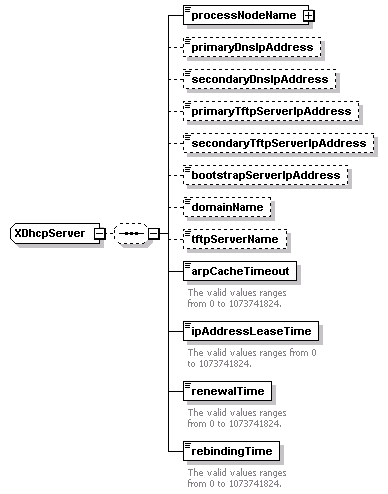 processNodeName
primaryDnsIpAddress
secondaryDnsIpAddress
primaryTftpServerIpAddress
secondaryTftpServerIpAddress
bootstrapServerIpAddress
domainName
XDhcpServer
tftpServerName
arpCacheTimeout
The valid values ranges
from 0 to 1073741824.
ipAddressLeaseTime
The valid values ranges from 0
to 1073741824.
renewalTime
The valid values ranges
from 0 to 1073741824.
rebindingTime
The valid values ranges
from 0 to 1073741824.